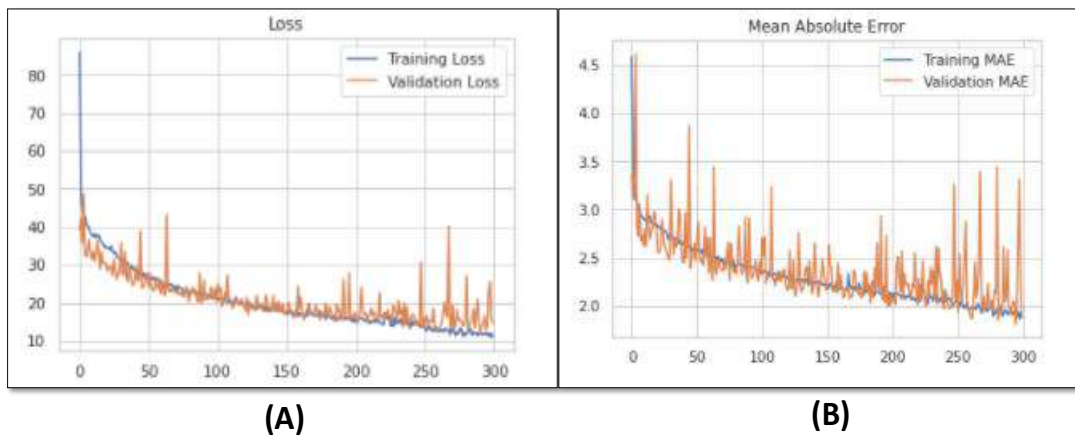 Loss
Training Loss
Validation Loss
80
70
60
50
40
30
20
10
0 50 100 150 200 250 300
(A)
Mean Absolute Error
Training MAE
Validation MAE
4.5
4.0
3.5
3.0
2.5
2.0
0 50 100 150 200 250 300
(B)